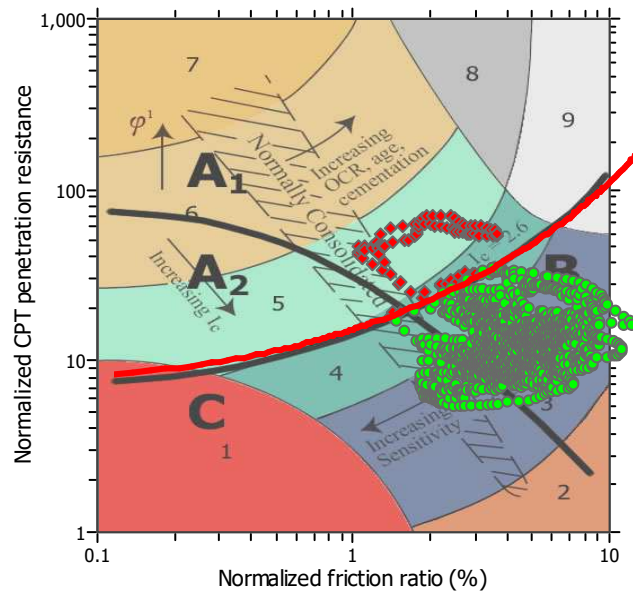 1,000
100
10
1
0.1
1
10
Normalized CPT penetration resistance
Normalized friction ratio (%)
7
8
9
φ¹
A1
Normally Consolidated
Increasing
OCR, age,
cementation
6
A2
Increasing Ic
5
Ic = 2.6
B
4
C
1
Increasing
Sensitivity
3
2